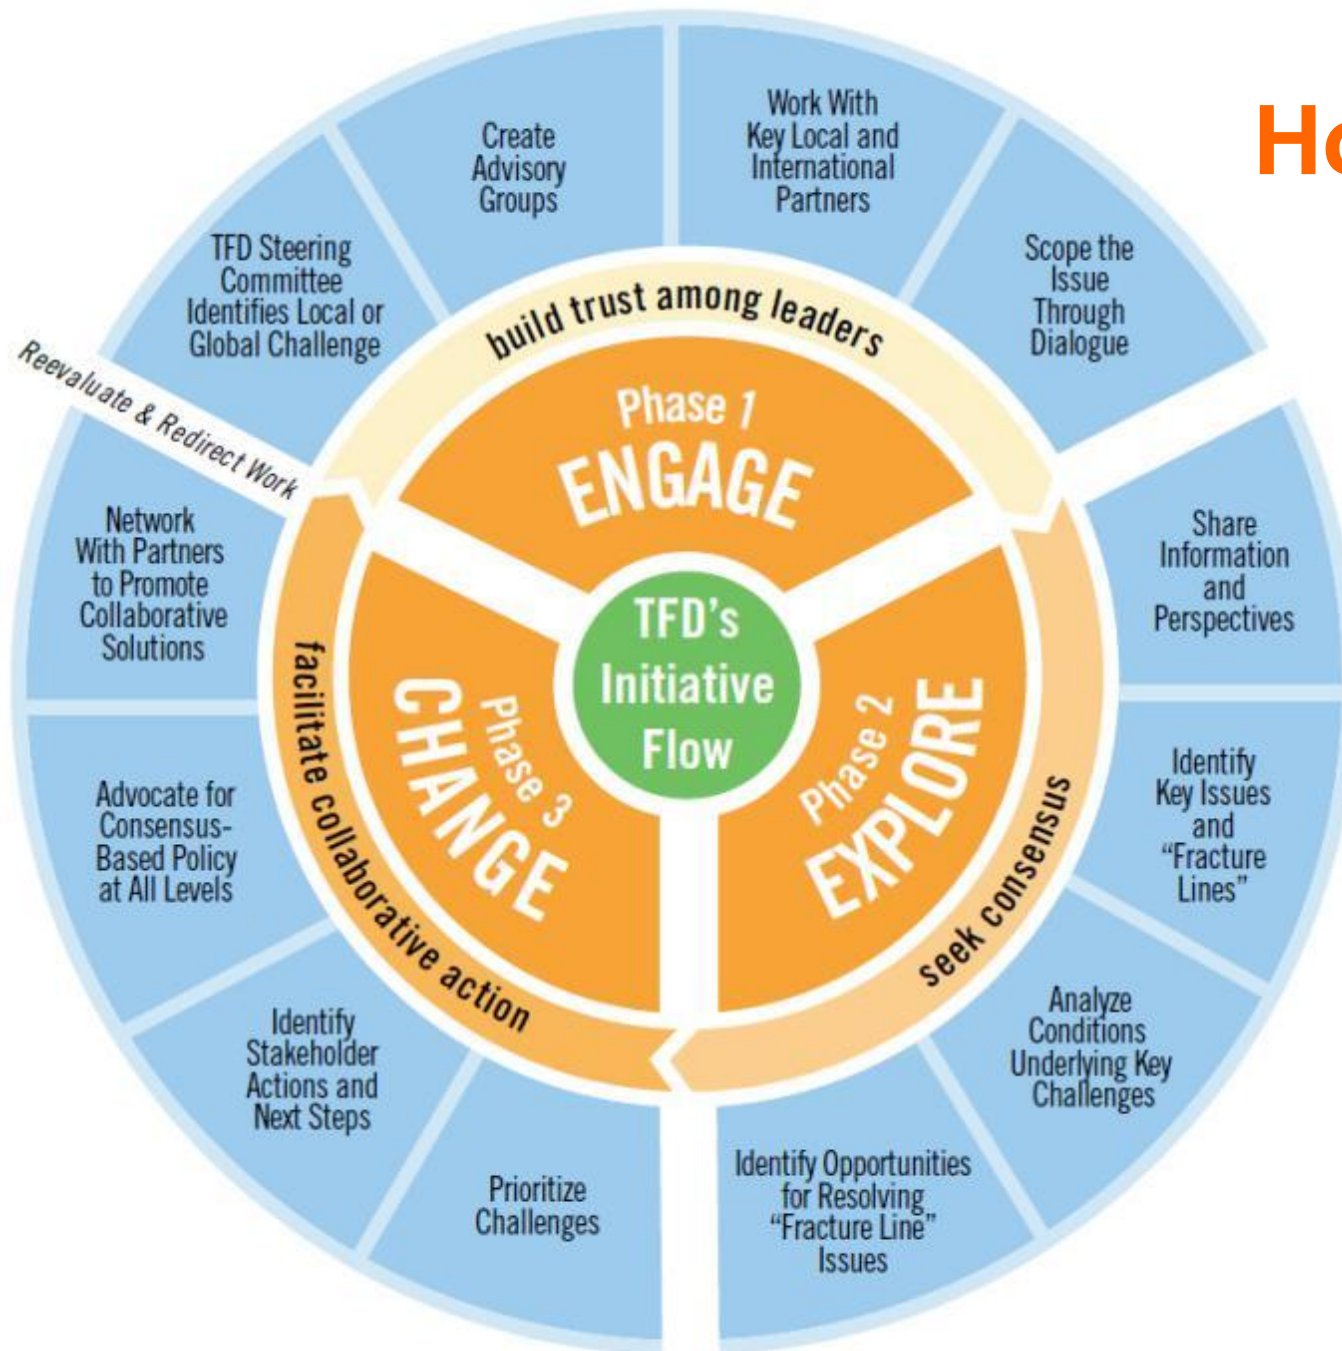 Ho
TFD's
Initiative
Flow
Phase 1
ENGAGE
build trust among leaders
TFD Steering
Committee
Identifies Local or
Global Challenge
Create
Advisory
Groups
Work With
Key Local and
International
Partners
Scope the
Issue
Through
Dialogue
Phase 2
EXPLORE
seek consensus
Share
Information
and
Perspectives
Identify
Key Issues
and
“Fracture
Lines”
Analyze
Conditions
Underlying Key
Challenges
Identify Opportunities
for Resolving
“Fracture Line”
Issues
Phase 3
CHANGE
facilitate collaborative action
Prioritize
Challenges
Identify
Stakeholder
Actions and
Next Steps
Advocate for
Consensus-
Based Policy
at All Levels
Network
With Partners
to Promote
Collaborative
Solutions
Reevaluate & Redirect Work